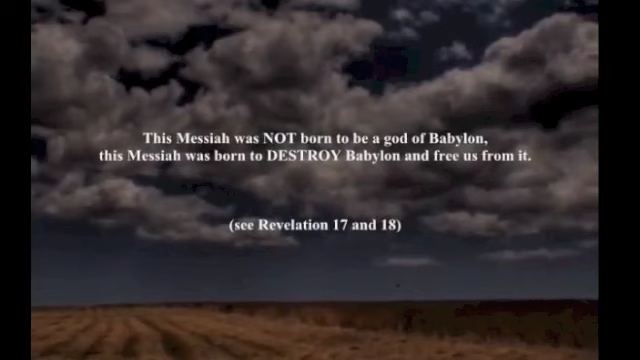 This Messiah was NOT born to be a god of Babylon,
this Messiah was born to DESTROY Babylon and free us from it.
(see Revelation 17 and 18)